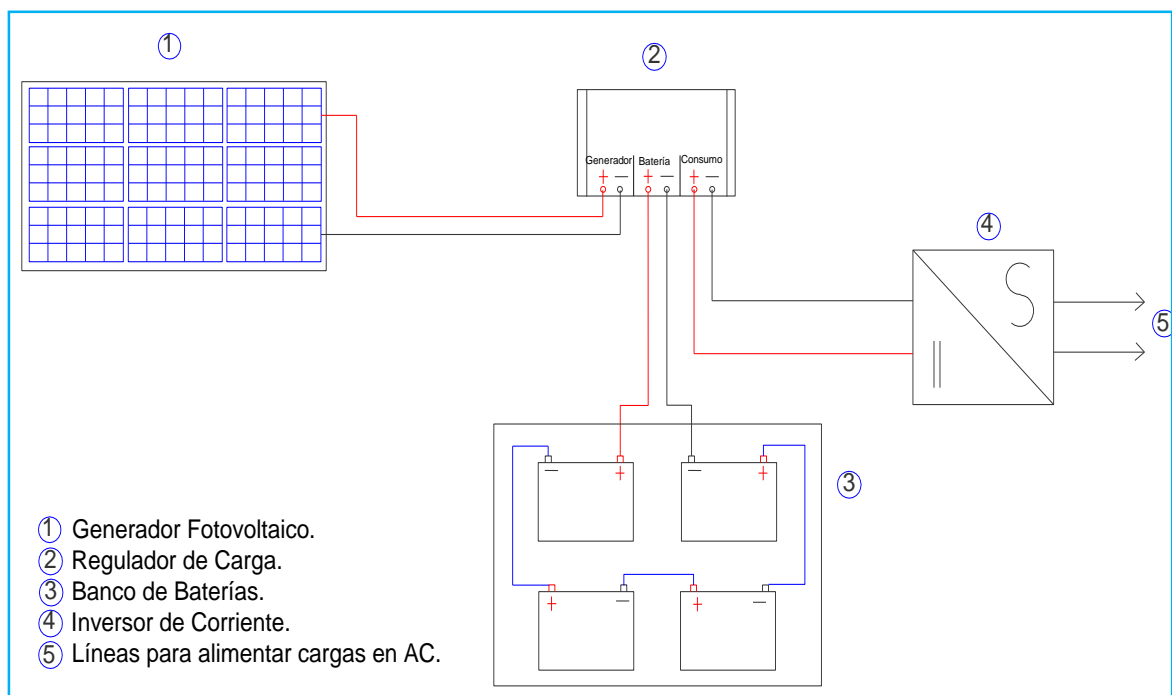 1
2
Generador Batería Consumo
+ — + — + —
4
5
— + — +
3
+ — + —
1 Generador Fotovoltaico.
2 Regulador de Carga.
3 Banco de Baterías.
4 Inversor de Corriente.
5 Líneas para alimentar cargas en AC.